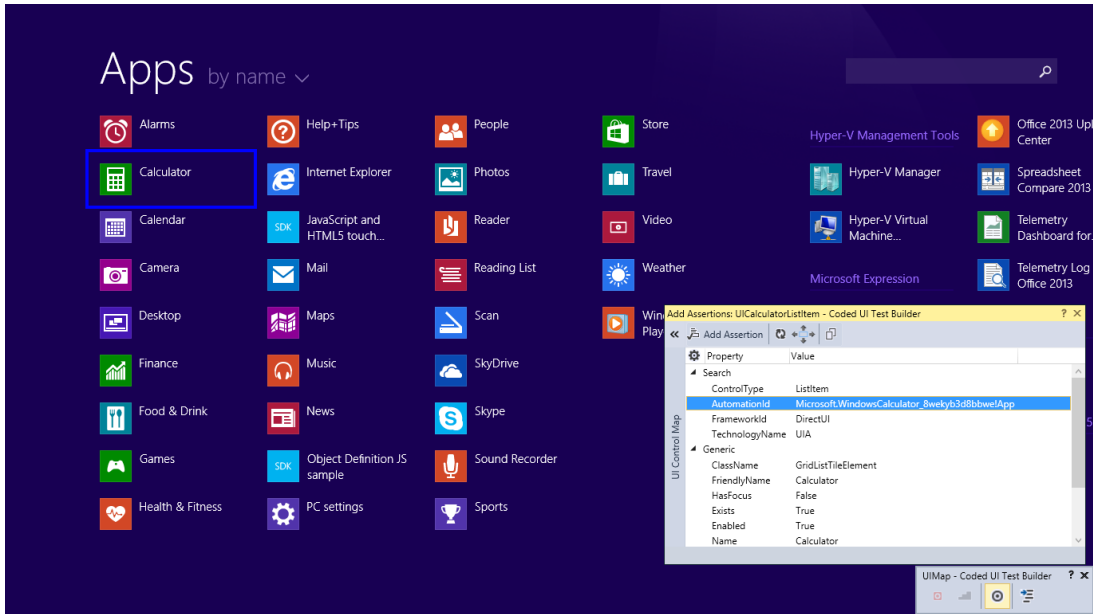 Apps by name
Alarms
Calculator
Calendar
Camera
Desktop
Finance
Food & Drink
Games
Health & Fitness
Help+Tips
Internet Explorer
SDK
JavaScript and
HTML5 touch...
Mail
Maps
Music
News
SDK
Object Definition JS
sample
PC settings
People
Photos
Reader
Reading List
Scan
SkyDrive
Skype
Sound Recorder
Sports
Store
Travel
Video
Weather
Win
Play
Hyper-V Management Tools
Hyper-V Manager
Hyper-V Virtual
Machine...
Microsoft Expression
Office 2013 Upl
Center
Spreadsheet
Compare 2013
Telemetry
Dashboard for.
Telemetry Log
Office 2013
5
Add Assertions: UICalculatorListItem - Coded UI Test Builder ? ×
« Add Assertion
UI Control Map
Property Value
Search
ControlType ListItem
AutomationId Microsoft.WindowsCalculator_8wekyb3d8bbwe!App
FrameworkId DirectUI
TechnologyName UIA
Generic
ClassName GridListTileElement
FriendlyName Calculator
HasFocus False
Exists True
Enabled True
Name Calculator
UIMap - Coded UI Test Builder ? ×